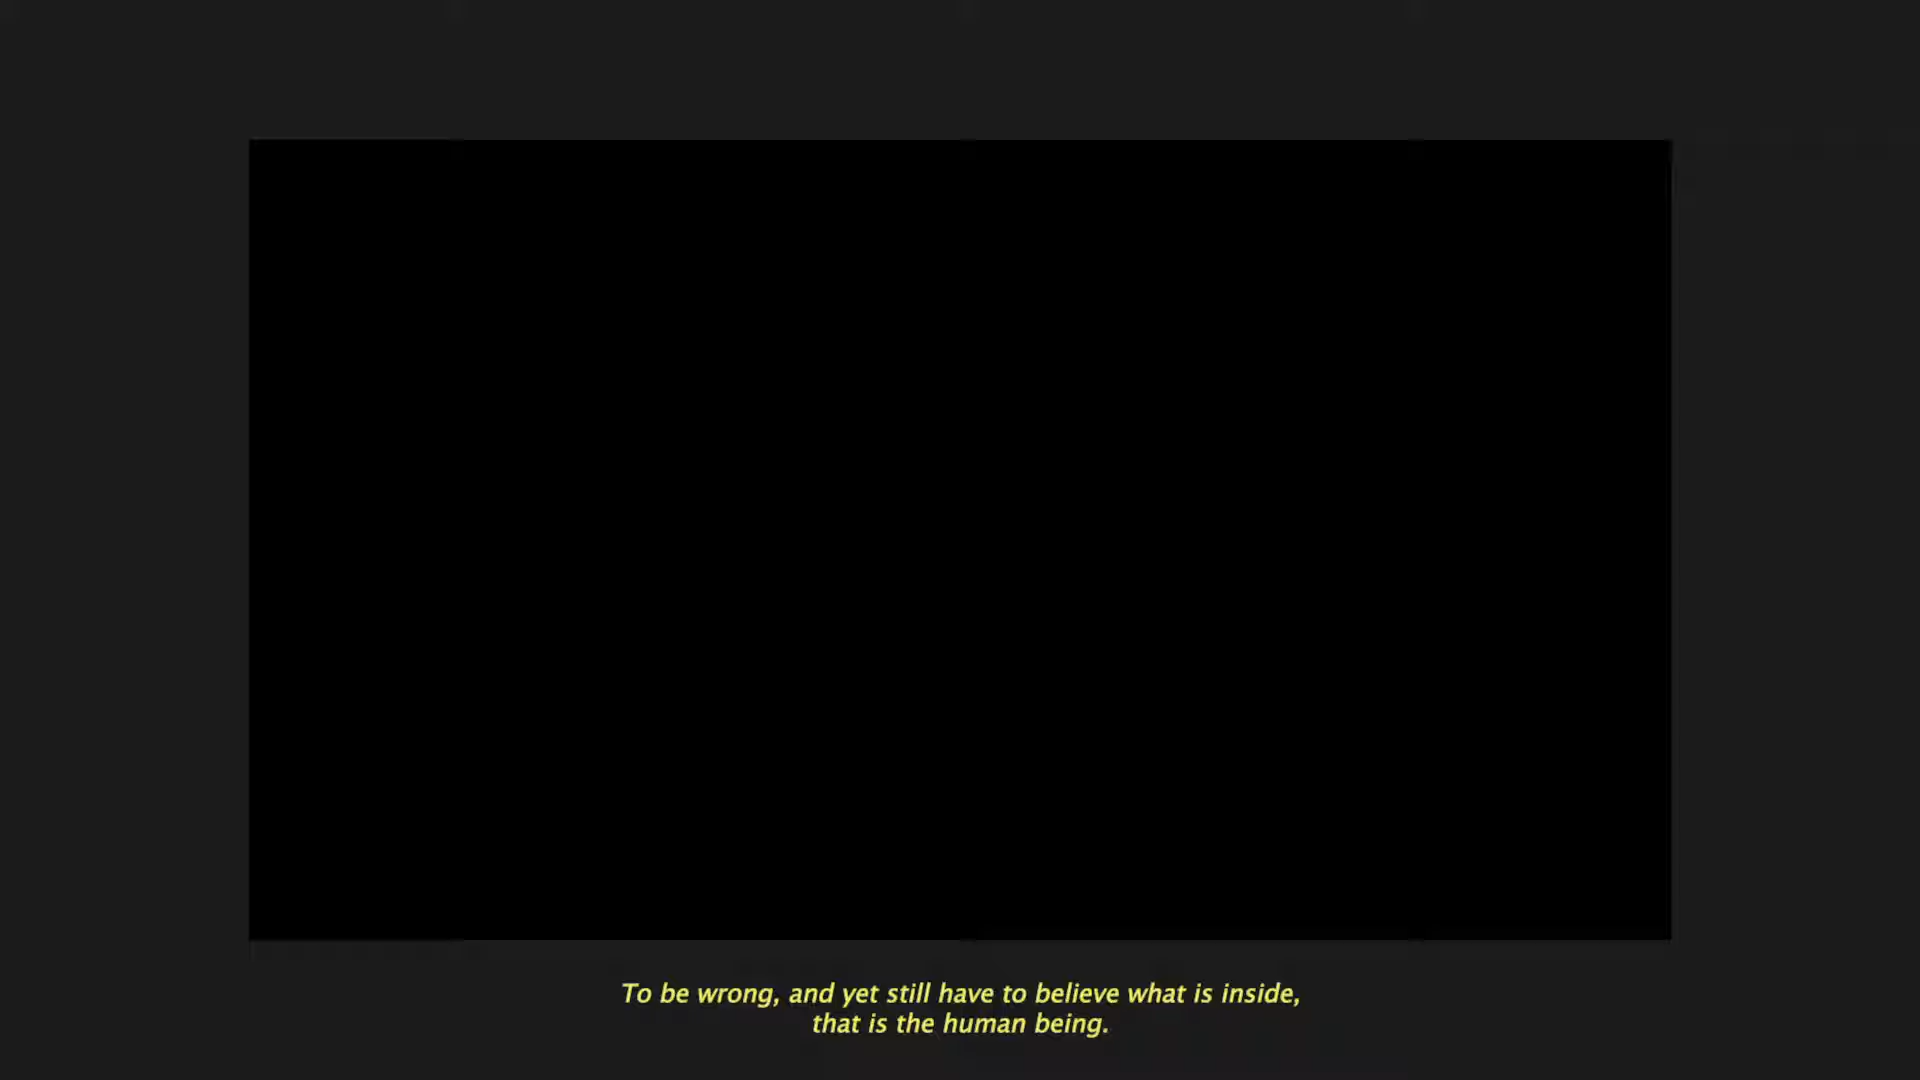 To be wrong, and yet still have to believe what is inside,
that is the human being.